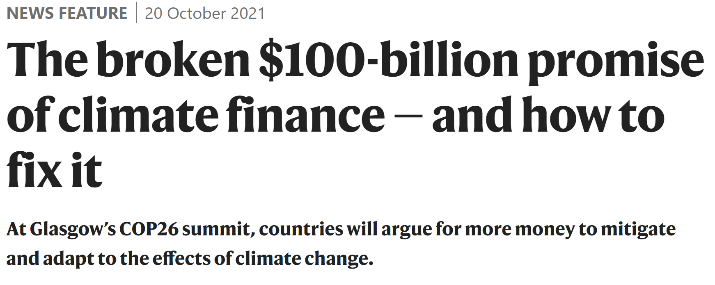 NEWS FEATURE | 20 October 2021
The broken $100-billion promise
of climate finance — and how to
fix it
At Glasgow's COP26 summit, countries will argue for more money to mitigate
and adapt to the effects of climate change.